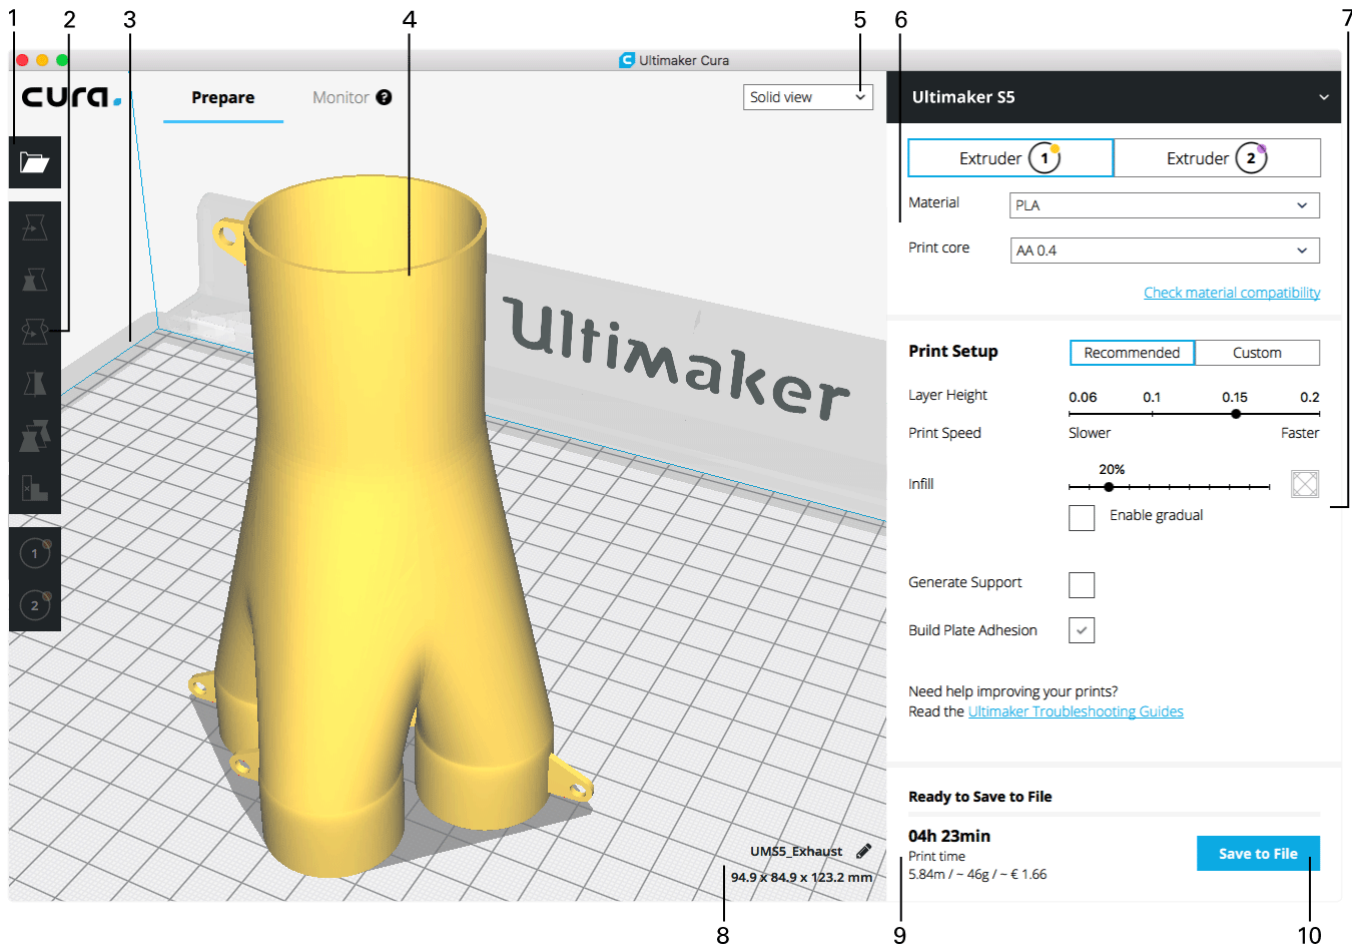 1 2 3 4 5 6 7
Ultimaker Cura
cura.
Prepare Monitor ?
Solid view
Ultimaker S5
Extruder 1 Extruder 2
Material PLA
Print core AA 0.4
Check material compatibility
Ultimaker
Print Setup Recommended Custom
Layer Height 0.06 0.1 0.15 0.2
Print Speed Slower Faster
20%
Infill
Enable gradual
1
2
Generate Support
Build Plate Adhesion
Need help improving your prints?
Read the Ultimaker Troubleshooting Guides
Ready to Save to File
04h 23min
Print time
5.84m / ~ 46g / ~ € 1.66
Save to File
UMS5_Exhaust
94.9 x 84.9 x 123.2 mm
8 9 10